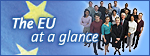 The EU
at a glance